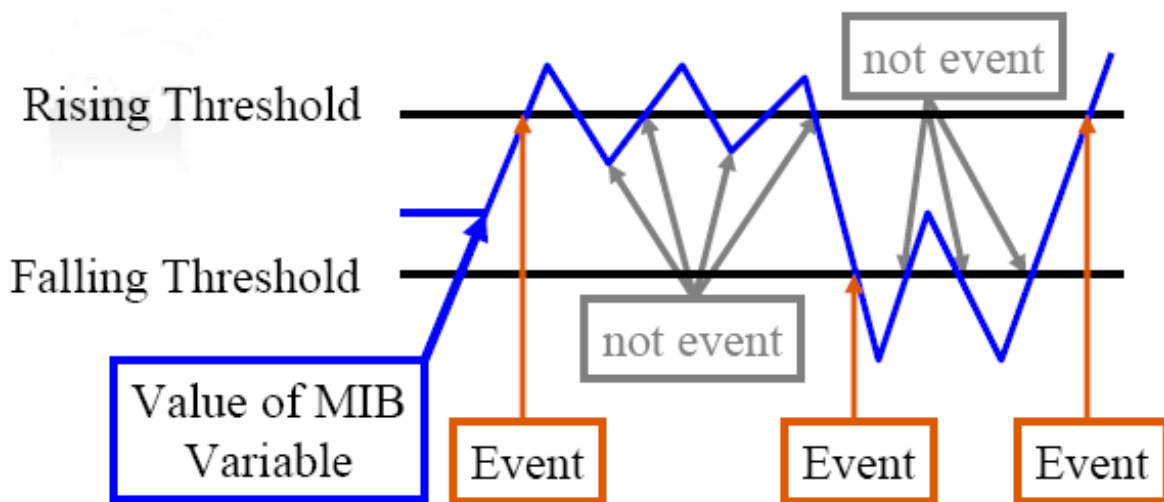 not event
Rising Threshold
Falling Threshold
not event
Value of MIB
Variable
Event
Event
Event